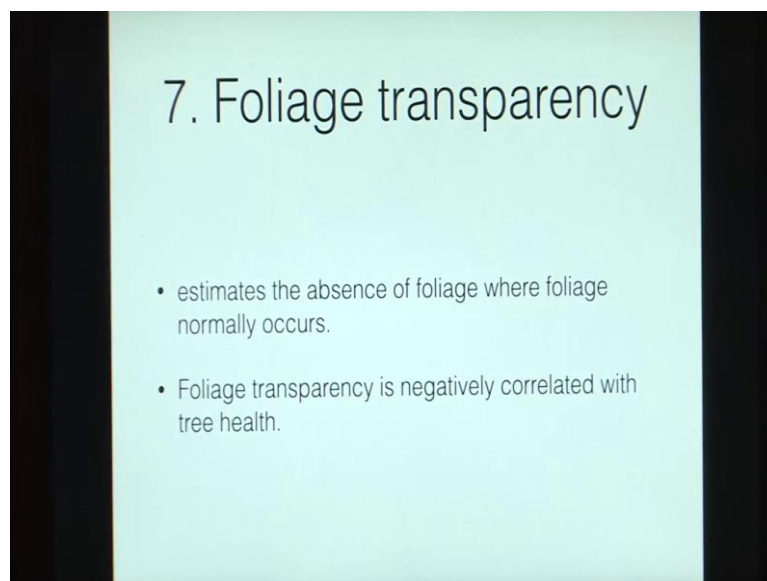 7. Foliage transparency
• estimates the absence of foliage where foliage
normally occurs.
• Foliage transparency is negatively correlated with
tree health.